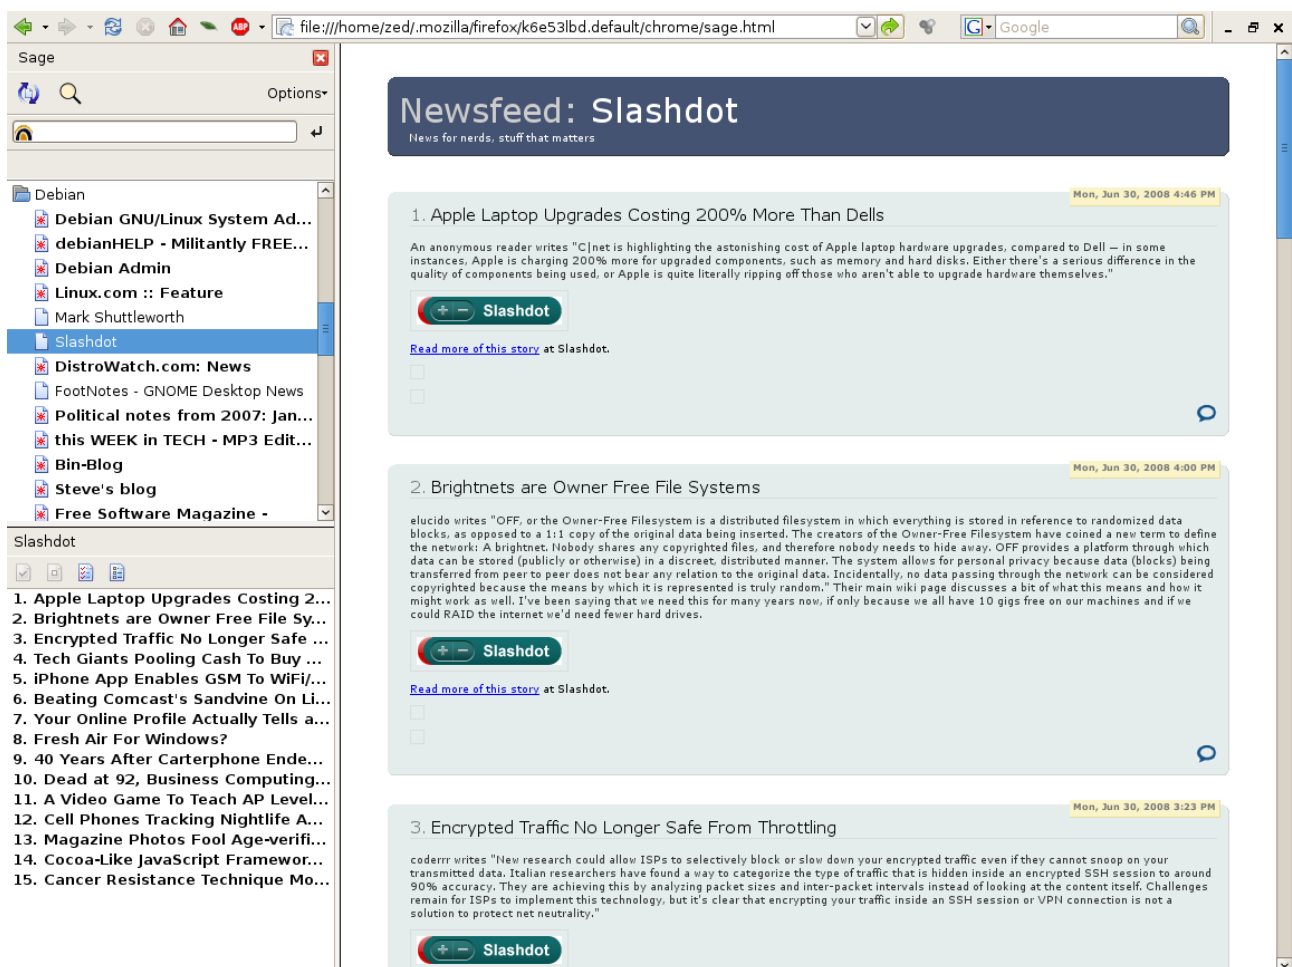 file:///home/zed/.mozilla/firefox/k6e53lbd.default/chrome/sage.html
G
Google
ABP
Sage
Options
Debian
Debian GNU/Linux System Ad...
debianHELP - Militantly FREE...
Debian Admin
Linux.com :: Feature
Mark Shuttleworth
Slashdot
DistroWatch.com: News
FootNotes - GNOME Desktop News
Political notes from 2007: Jan...
this WEEK in TECH - MP3 Edit...
Bin-Blog
Steve's blog
Free Software Magazine -
Slashdot
1. Apple Laptop Upgrades Costing 2...
2. Brightnets are Owner Free File Sy...
3. Encrypted Traffic No Longer Safe ...
4. Tech Giants Pooling Cash To Buy ...
5. iPhone App Enables GSM To WiFi/...
6. Beating Comcast's Sandvine On Li...
7. Your Online Profile Actually Tells a...
8. Fresh Air For Windows?
9. 40 Years After Carterphone Ende...
10. Dead at 92, Business Computing...
11. A Video Game To Teach AP Level...
12. Cell Phones Tracking Nightlife A...
13. Magazine Photos Fool Age-verifi...
14. Cocoa-Like JavaScript Framewor...
15. Cancer Resistance Technique Mo...
Newsfeed: Slashdot
News for nerds, stuff that matters
Mon, Jun 30, 2008 4:46 PM
1. Apple Laptop Upgrades Costing 200% More Than Dells
An anonymous reader writes "C|net is highlighting the astonishing cost of Apple laptop hardware upgrades, compared to Dell — in some
instances, Apple is charging 200% more for upgraded components, such as memory and hard disks. Either there's a serious difference in the
quality of components being used, or Apple is quite literally ripping off those who aren't able to upgrade hardware themselves."
Slashdot
Read more of this story at Slashdot.
Mon, Jun 30, 2008 4:00 PM
2. Brightnets are Owner Free File Systems
elucido writes "OFF, or the Owner-Free Filesystem is a distributed filesystem in which everything is stored in reference to randomized data
blocks, as opposed to a 1:1 copy of the original data being inserted. The creators of the Owner-Free Filesystem have coined a new term to define
the network: A brightnet. Nobody shares any copyrighted files, and therefore nobody needs to hide away. OFF provides a platform through which
data can be stored (publicly or otherwise) in a discreet, distributed manner. The system allows for personal privacy because data (blocks) being
transferred from peer to peer does not bear any relation to the original data. Incidentally, no data passing through the network can be considered
copyrighted because the means by which it is represented is truly random." Their main wiki page discusses a bit of what this means and how it
might work as well. I've been saying that we need this for many years now, if only because we all have 10 gigs free on our machines and if we
could RAID the internet we'd need fewer hard drives.
Slashdot
Read more of this story at Slashdot.
Mon, Jun 30, 2008 3:23 PM
3. Encrypted Traffic No Longer Safe From Throttling
coderrr writes "New research could allow ISPs to selectively block or slow down your encrypted traffic even if they cannot snoop on your
transmitted data. Italian researchers have found a way to categorize the type of traffic that is hidden inside an encrypted SSH session to around
90% accuracy. They are achieving this by analyzing packet sizes and inter-packet intervals instead of looking at the content itself. Challenges
remain for ISPs to implement this technology, but it's clear that encrypting your traffic inside an SSH session or VPN connection is not a
solution to protect net neutrality."
Slashdot